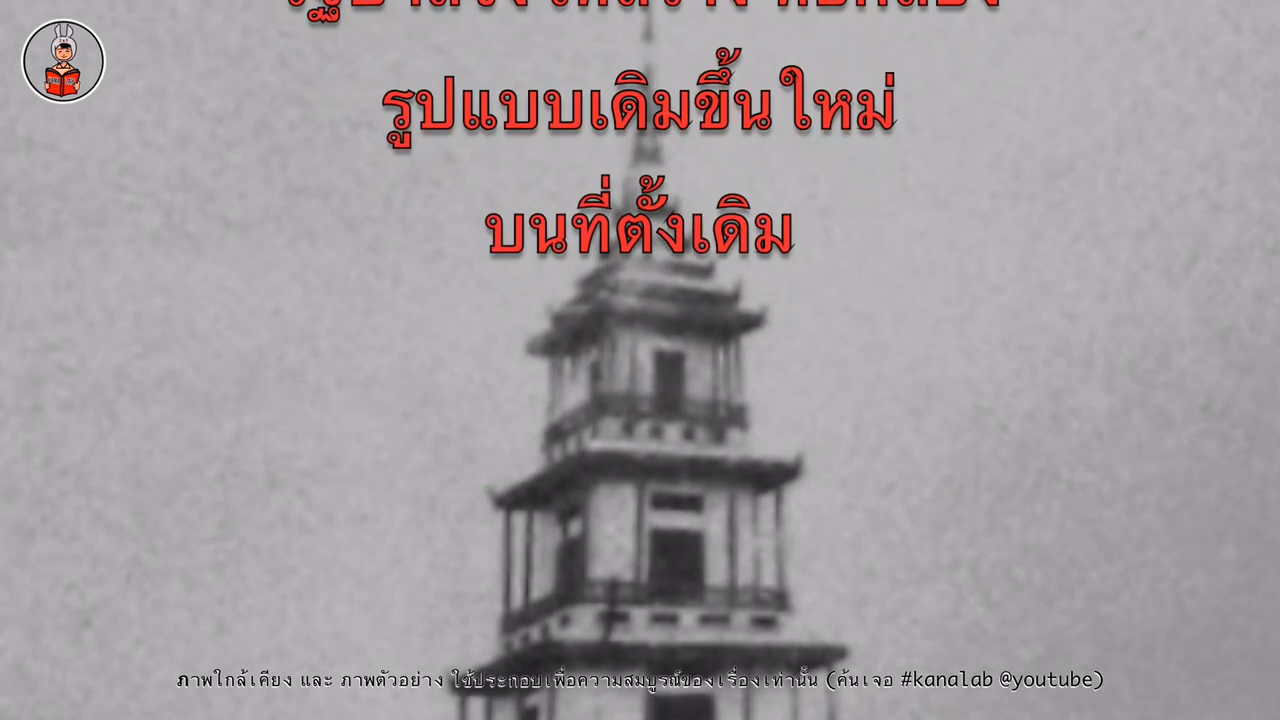 รูปแบบเดิมขึ้นใหม่
บนที่ตั้งเดิม
ภาพใกล้เคียง และ ภาพตัวอย่าง ใช้ประกอบเพื่อความสมบูรณ์ของเรื่องเท่านั้น (ค้นเจอ #kanalab @youtube)